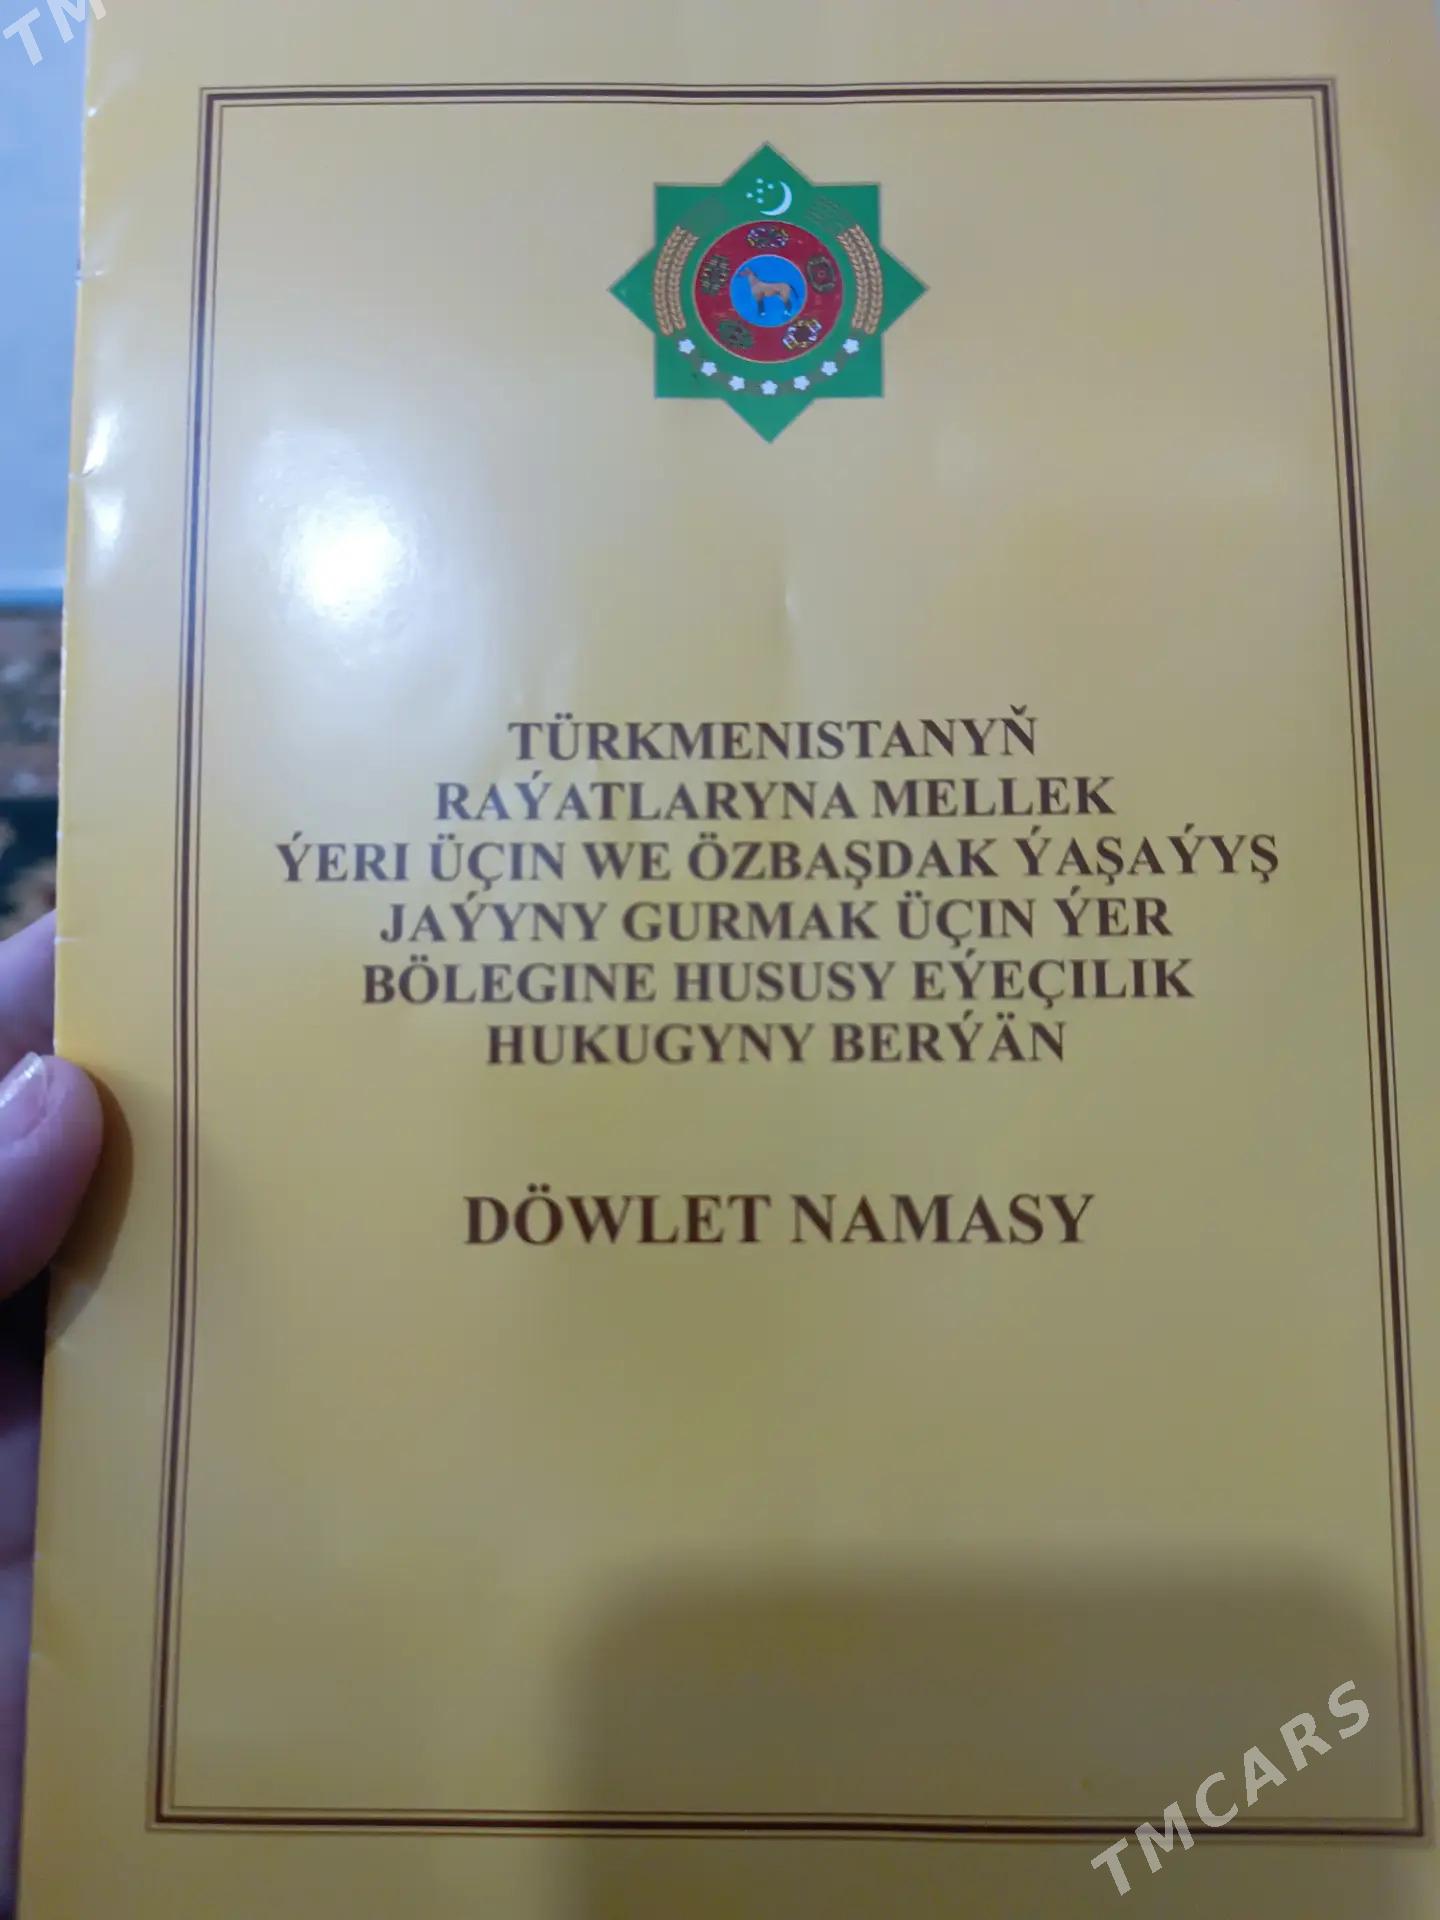 TM
TÜRKMENISTANYŇ
RAÝATLARYNA MELLEK
ÝERI ÜÇIN WE ÖZBAŞDAK ÝAŞAÝYŞ
JAÝYNY GURMAK ÜÇIN ÝER
BÖLEGINE HUSUSY EÝEÇILIK
HUKUGYNY BERÝÄN
DÖWLET NAMASY
TMCARS